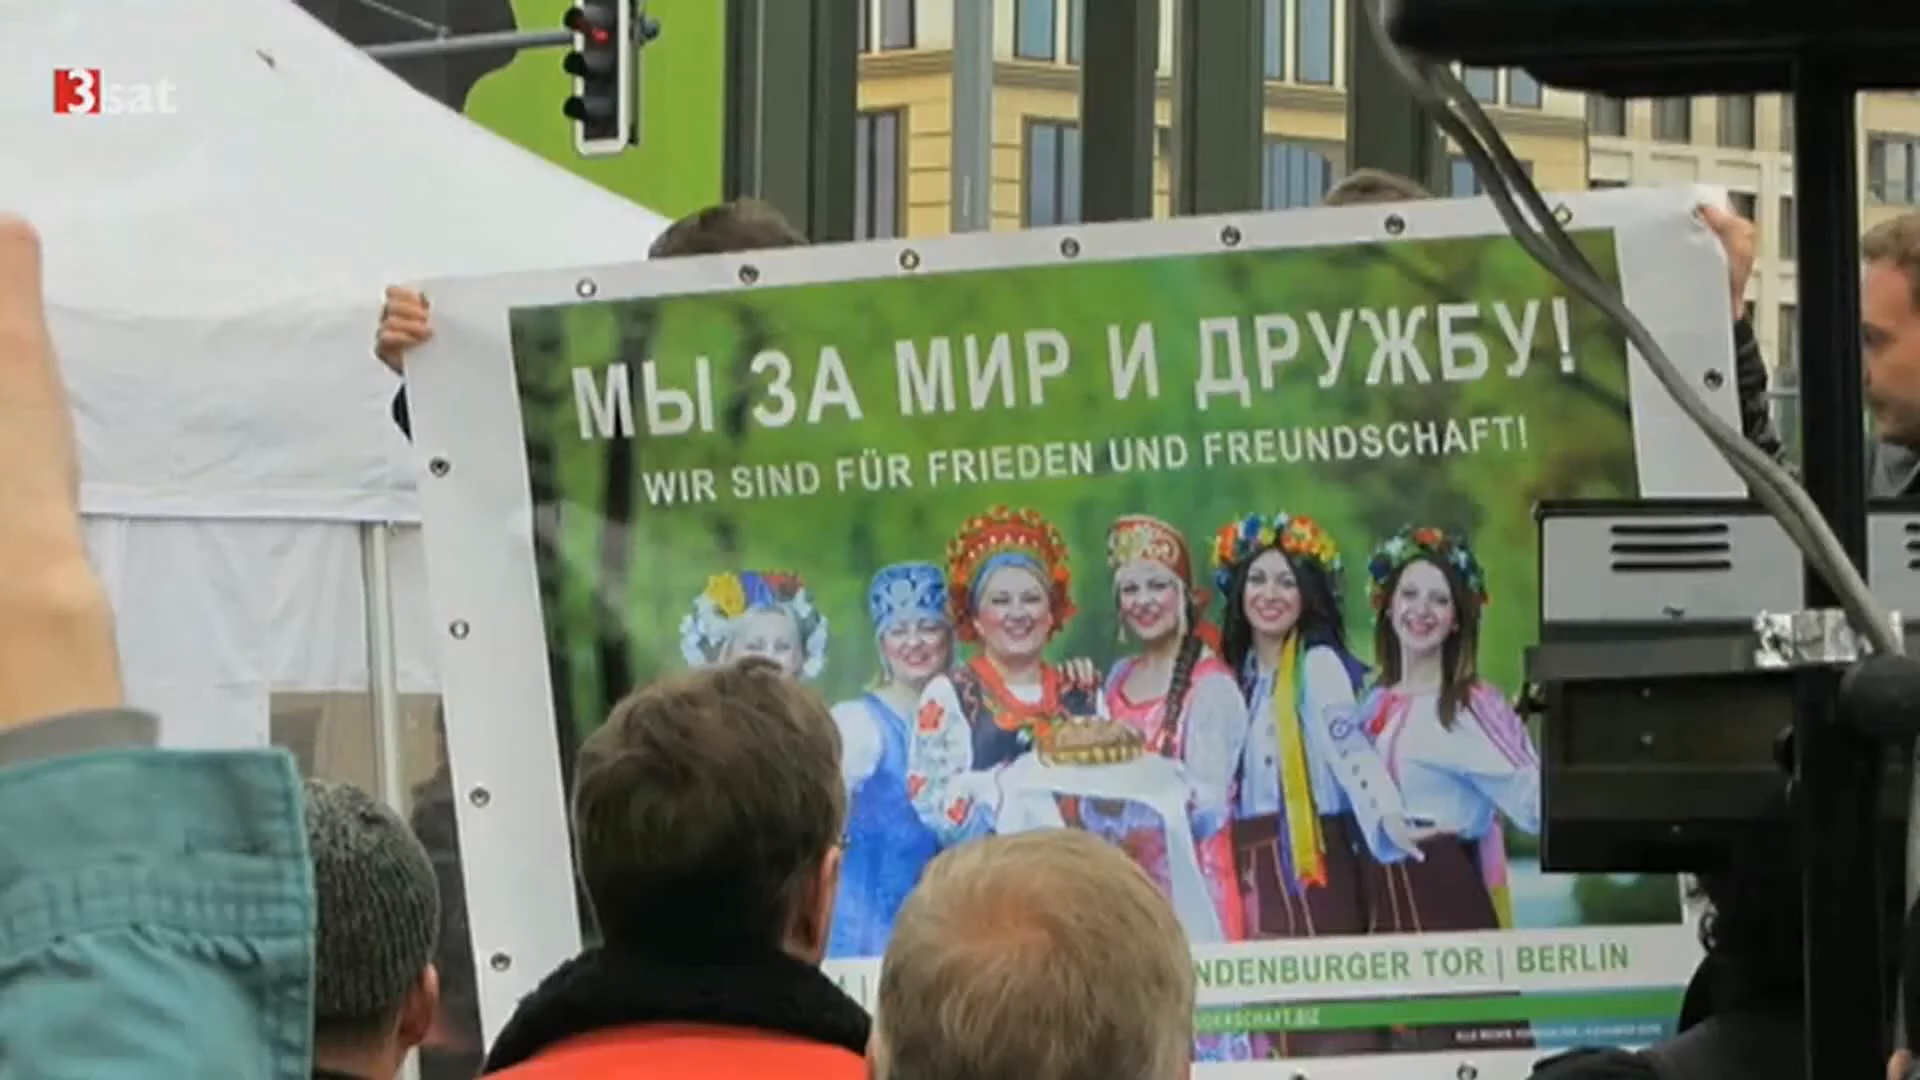 3sat
МЫ ЗА МИР И ДРУЖБУ!
WIR SIND FÜR FRIEDEN UND FREUNDSCHAFT!
NDENBURGER TOR | BERLIN